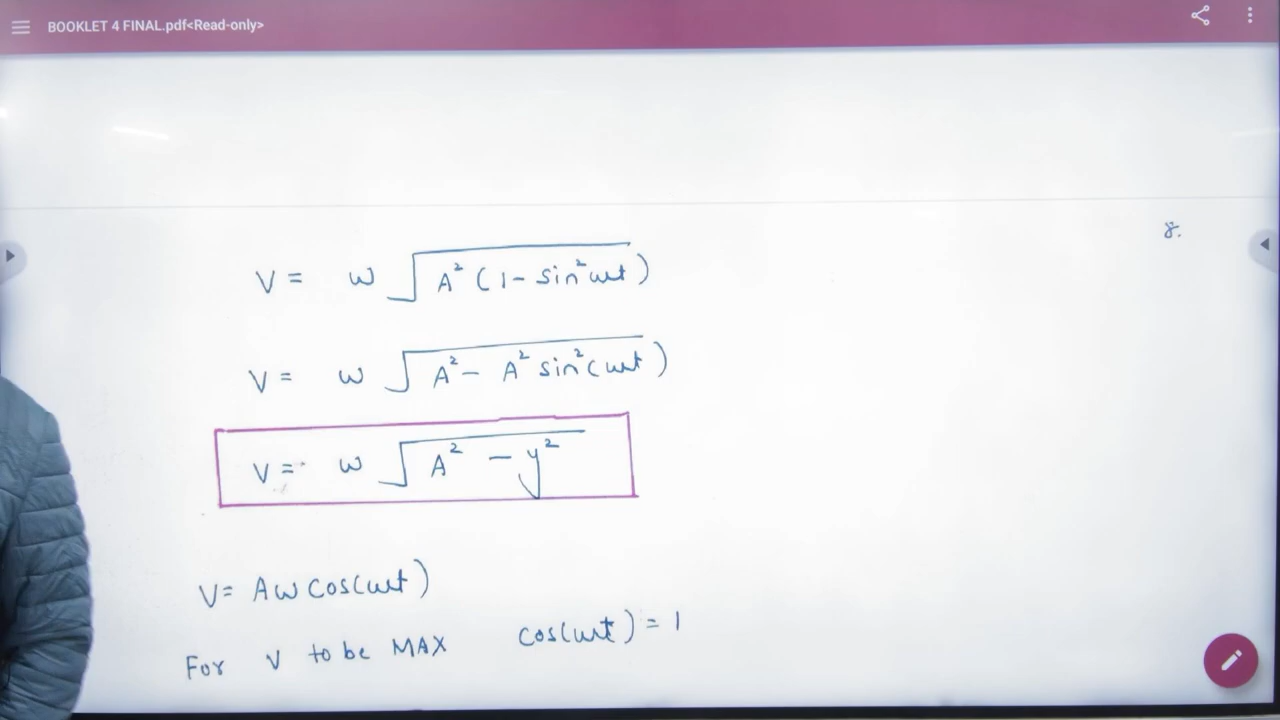 BOOKLET 4 FINAL.pdf<Read-only>
8.
V = ω √A² (1 - sin²ωt)
V = ω √A² - A² sin²(ωt)
V = ω √A² - y²
V = Aω cos(ωt)
For V to be MAX cos(ωt) = 1